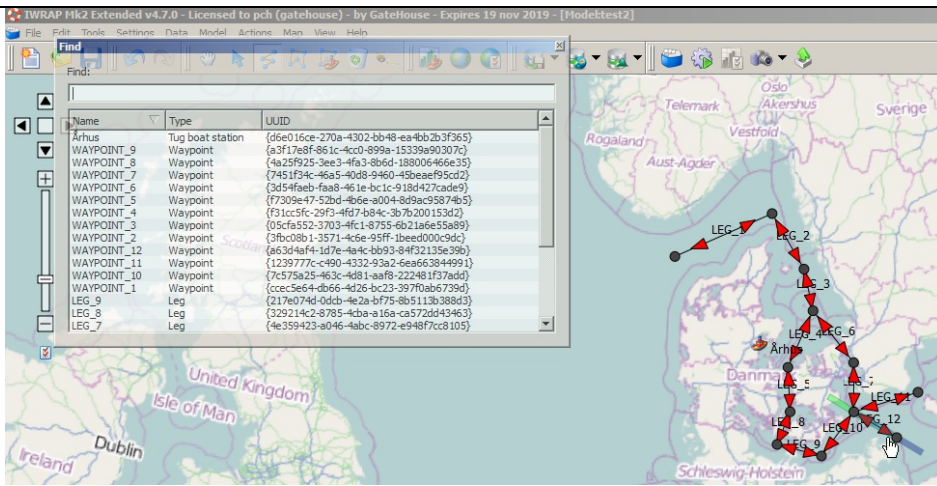 IWRAP Mk2 Extended v4.7.0 - Licensed to pch (gatehouse) - by GateHouse - Expires 19 nov 2019 - [Model:test2]
File Edit Tools Settings Data Model Actions Map View Help
Find
Find:
Name Type UUID
Århus Tug boat station {d6e016ce-270a-4302-bb48-ea4bb2b3f365}
WAYPOINT_9 Waypoint {a3f17e8f-861c-4cc0-899a-15339a90307c}
WAYPOINT_8 Waypoint {4a25f925-3ee3-4fa3-8b6d-188006466e35}
WAYPOINT_7 Waypoint {7451f34c-46a5-40d8-9460-45beaef95cd2}
WAYPOINT_6 Waypoint {3d54faeb-faa8-461e-bc1c-918d427cade9}
WAYPOINT_5 Waypoint {f7309e47-52bd-4b6e-a004-8d9ac95874b5}
WAYPOINT_4 Waypoint {f31cc5fc-29f3-4fd7-b84c-3b7b200153d2}
WAYPOINT_3 Waypoint {05cfa552-3703-4fc1-8755-6b21a6e55a89}
WAYPOINT_2 Waypoint {3fbc08b1-3571-4c6e-95ff-1beed000c9dc}
WAYPOINT_12 Waypoint {a63d4af4-1d7e-4a4c-bb93-84f32135e39b}
WAYPOINT_11 Waypoint {1239777c-c490-4332-93a2-6ea663844991}
WAYPOINT_10 Waypoint {7c575a25-463c-4d81-aaf8-222481f37add}
WAYPOINT_1 Waypoint {ccec5e64-db66-4d26-bc23-397f0ab6739d}
LEG_9 Leg {217e074d-0dcb-4e2a-bf75-8b5113b388d3}
LEG_8 Leg {329214c2-8785-4cba-a16a-ca572dd43463}
LEG_7 Leg {4e359423-a046-4abc-8972-e948f7cc8105}
Oslo
Telemark Akershus Sverige
Rogaland Vestfold
Aust-Agder
LEG_1 LEG_2
LEG_3
LEG_4 LEG_6
Århus
Danmark
LEG_5 LEG_7
LEG_11
LEG_8 LEG_10 LEG_12
LEG_9
Schleswig-Holstein
United Kingdom
Isle of Man
Dublin
Ireland